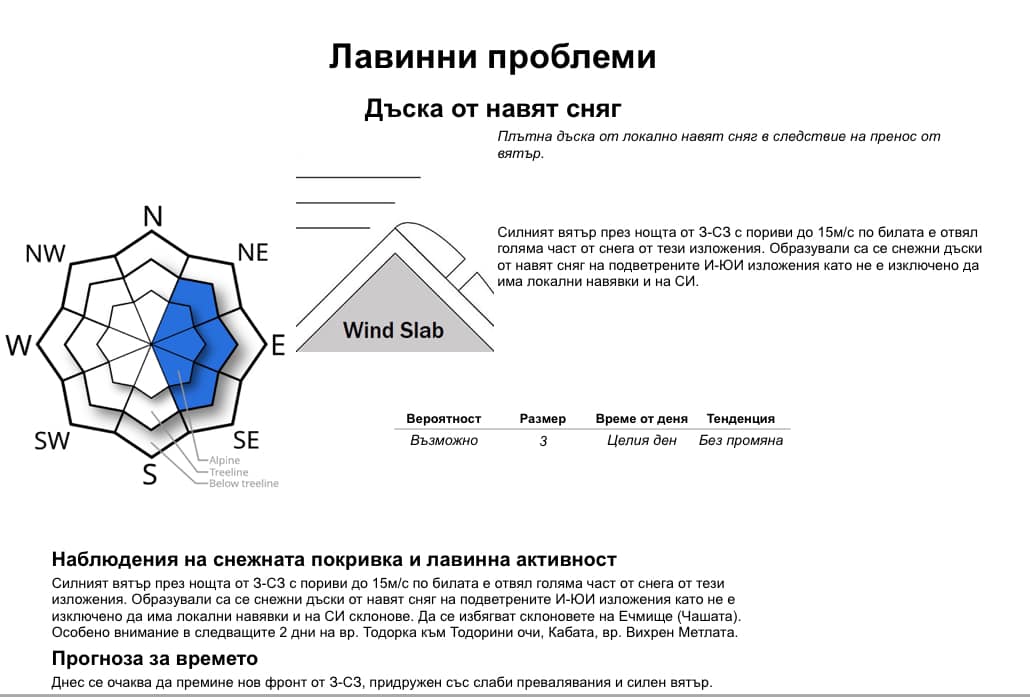 Лавинни проблеми
Дъска от навят сняг
Плътна дъска от локално навят сняг в следствие на пренос от
вятър.
Силният вятър през нощта от З-СЗ с пориви до 15м/с по билата е отвял
голяма част от снега от тези изложения. Образували са се снежни дъски
от навят сняг на подветрените И-ЮИ изложения като не е изключено да
има локални навявки и на СИ.
N
NW
NE
W
E
SW
SE
S
Alpine
Treeline
Below treeline
Wind Slab
Вероятност Размер Време от деня Тенденция
Възможно 3 Целия ден Без промяна
Наблюдения на снежната покривка и лавинна активност
Силният вятър през нощта от З-СЗ с пориви до 15м/с по билата е отвял голяма част от снега от тези
изложения. Образували са се снежни дъски от навят сняг на подветрените И-ЮИ изложения като не е
изключено да има локални навявки и на СИ склонове. Да се избягват склоновете на Ечмище (Чашата).
Особено внимание в следващите 2 дни на вр. Тодорка към Тодорини очи, Кабата, вр. Вихрен Метлата.
Прогноза за времето
Днес се очаква да премине нов фронт от З-СЗ, придружен със слаби превалявания и силен вятър.